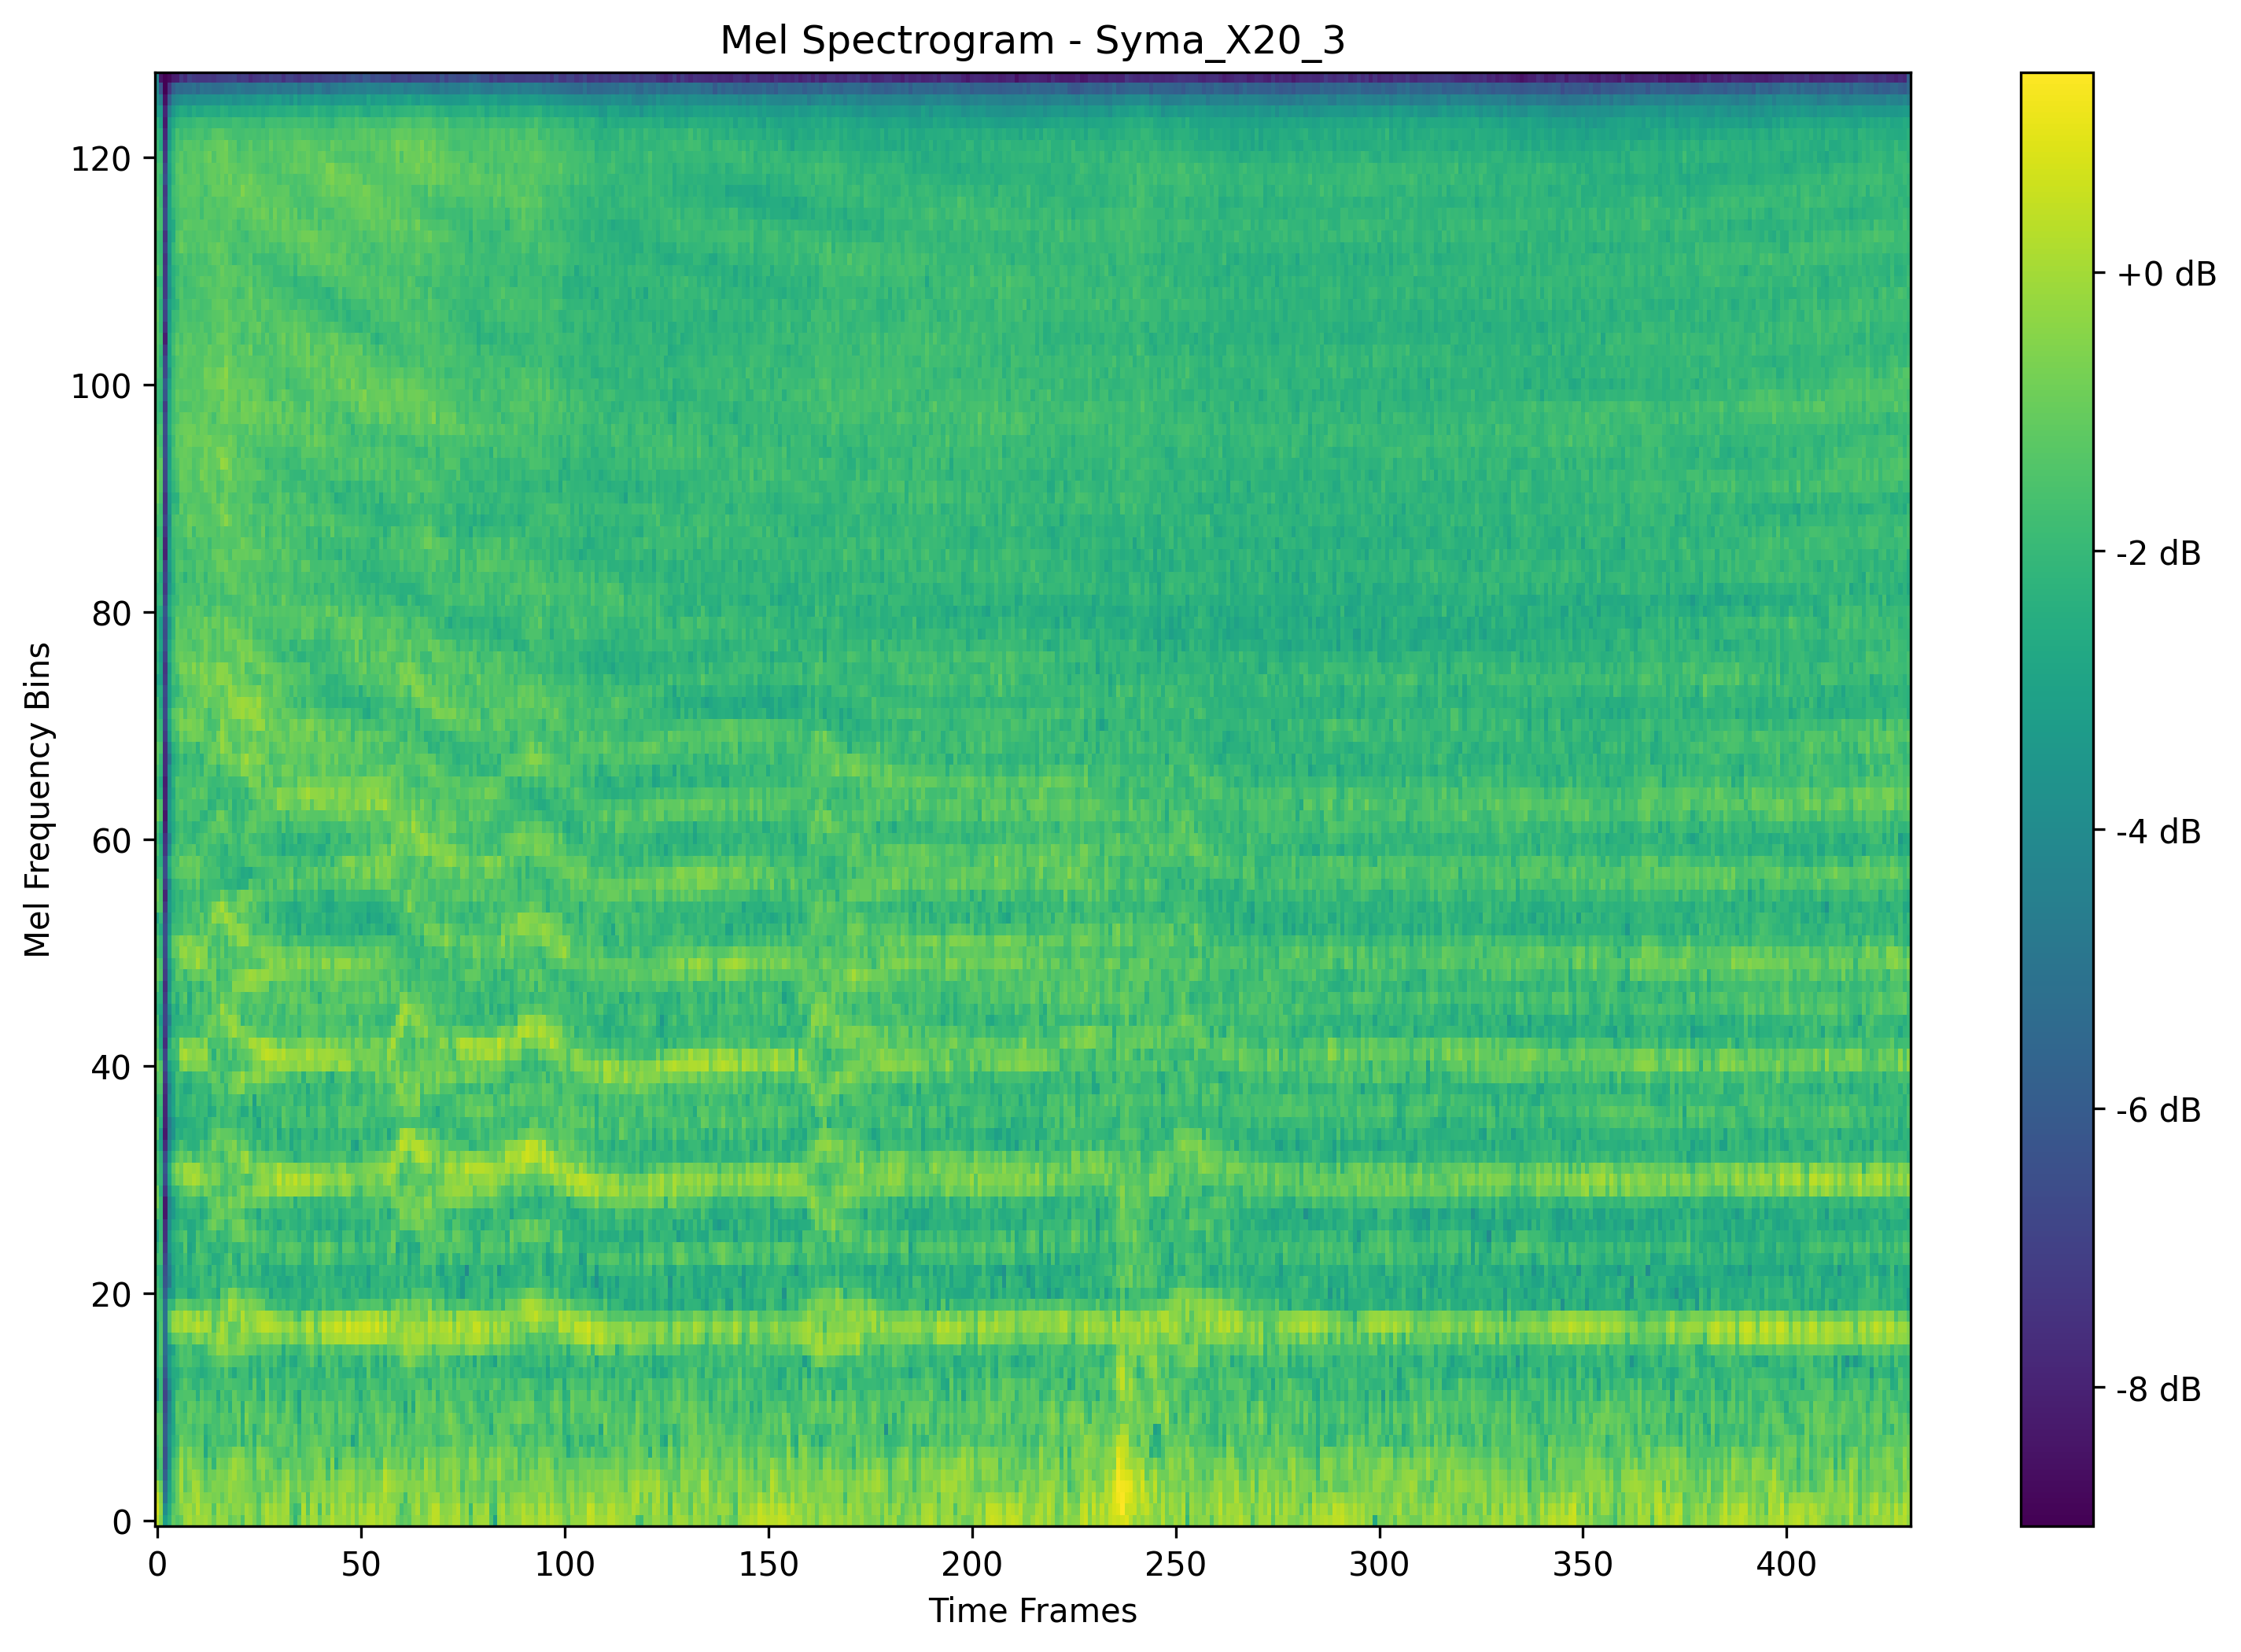 Mel Spectrogram - Syma_X20_3
Mel Frequency Bins
120
100
80
60
40
20
0
0 50 100 150 200 250 300 350 400
Time Frames
+0 dB
-2 dB
-4 dB
-6 dB
-8 dB